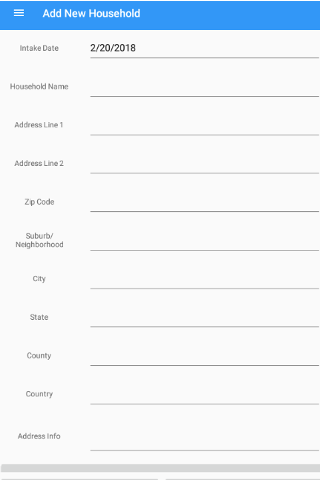 Add New Household
Intake Date 2/20/2018
Household Name
Address Line 1
Address Line 2
Zip Code
Suburb/
Neighborhood
City
State
County
Country
Address Info